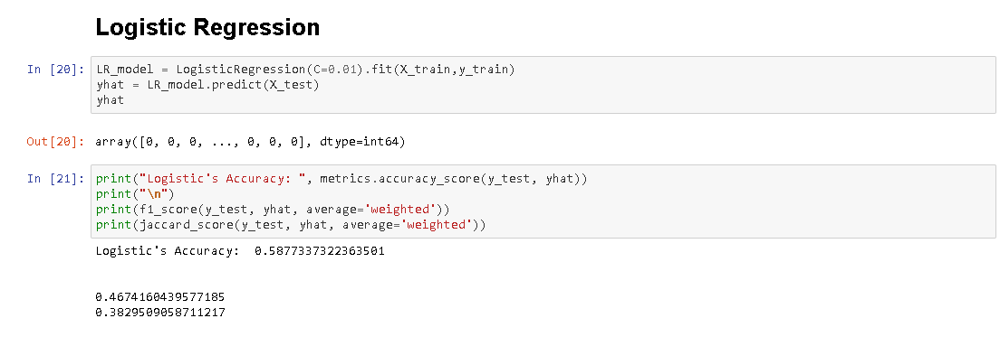 Logistic Regression
In [20]: LR_model = LogisticRegression(C=0.01).fit(X_train,y_train)
yhat = LR_model.predict(X_test)
yhat
Out[20]: array([0, 0, 0, ..., 0, 0, 0], dtype=int64)
In [21]: print("Logistic's Accuracy: ", metrics.accuracy_score(y_test, yhat))
print("\n")
print(f1_score(y_test, yhat, average='weighted'))
print(jaccard_score(y_test, yhat, average='weighted'))
Logistic's Accuracy:  0.5877337322363501
0.4674160439577185
0.3829509058711217